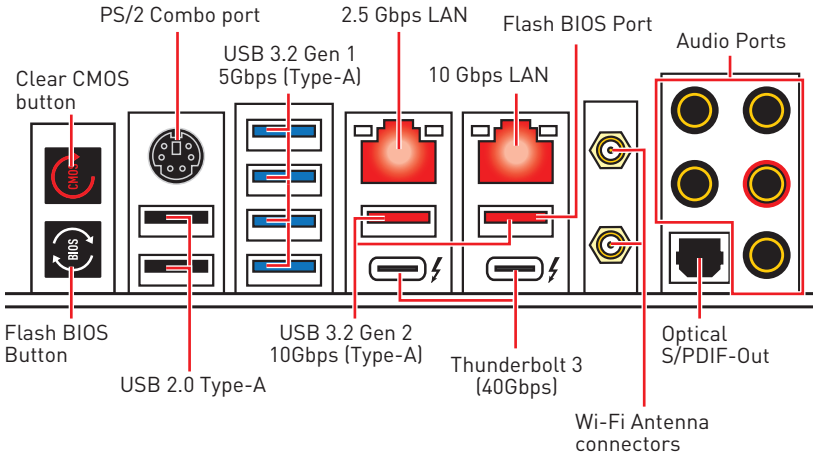 PS/2 Combo port
2.5 Gbps LAN
Flash BIOS Port
USB 3.2 Gen 1
5Gbps (Type-A)
Audio Ports
Clear CMOS
button
10 Gbps LAN
CMOS
BIOS
Flash BIOS
Button
USB 2.0 Type-A
USB 3.2 Gen 2
10Gbps (Type-A)
Thunderbolt 3
(40Gbps)
Optical
S/PDIF-Out
Wi-Fi Antenna
connectors